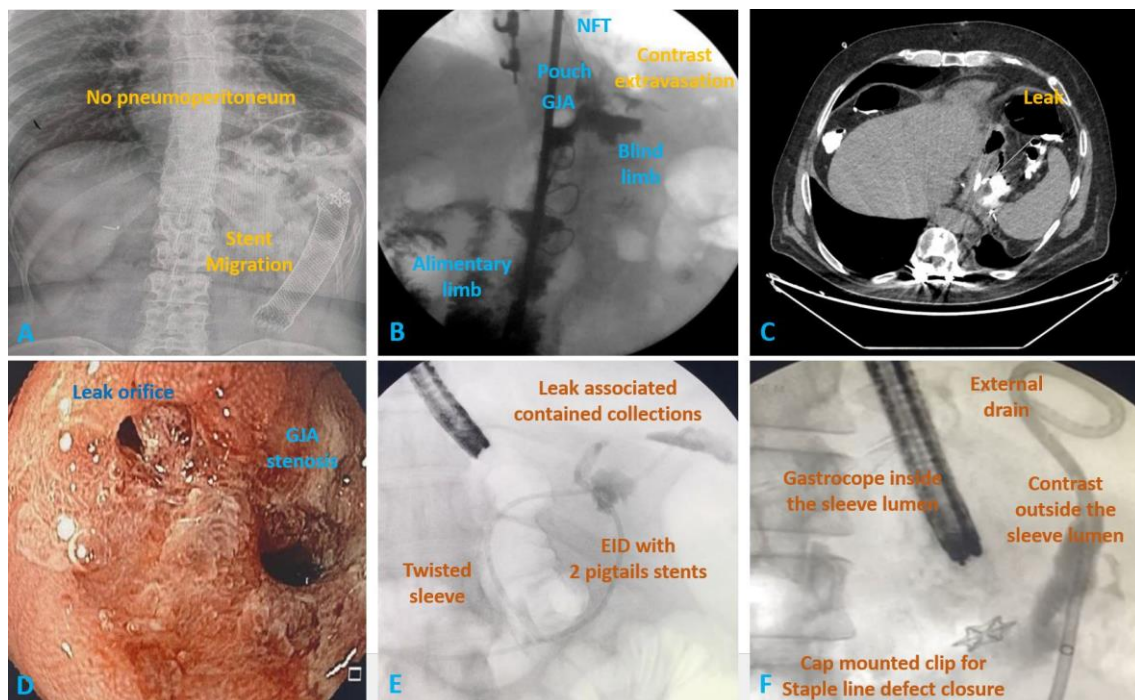 No pneumoperitoneum
Stent
Migration
A
NFT
Pouch
GJA
Contrast
extravasation
Blind
limb
Alimentary
limb
B
Leak
C
Leak orifice
GJA
stenosis
D
Leak associated
contained collections
EID with
2 pigtails stents
Twisted
sleeve
E
External
drain
Gastrocope inside
the sleeve lumen
Contrast
outside the
sleeve lumen
Cap mounted clip for
Staple line defect closure
F